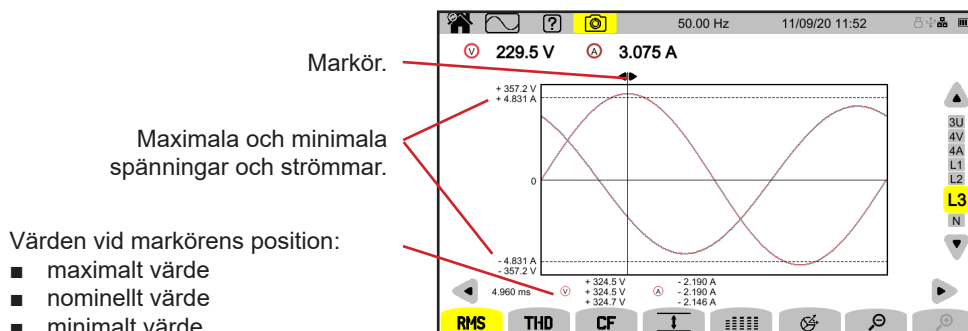 50.00 Hz 11/09/20 11:52
V 229.5 V A 3.075 A
Markör.
+ 357.2 V
+ 4.831 A
Maximala och minimala
spänningar och strömmar.
3U
4V
4A
L1
L2
L3
N
0
Värden vid markörens position:
- 4.831 A
- 357.2 V
■ maximalt värde
■ nominellt värde
■ minimalt värde
4.960 ms V + 324.5 V A - 2.190 A
+ 324.5 V - 2.190 A
+ 324.7 V - 2.146 A
RMS THD CF